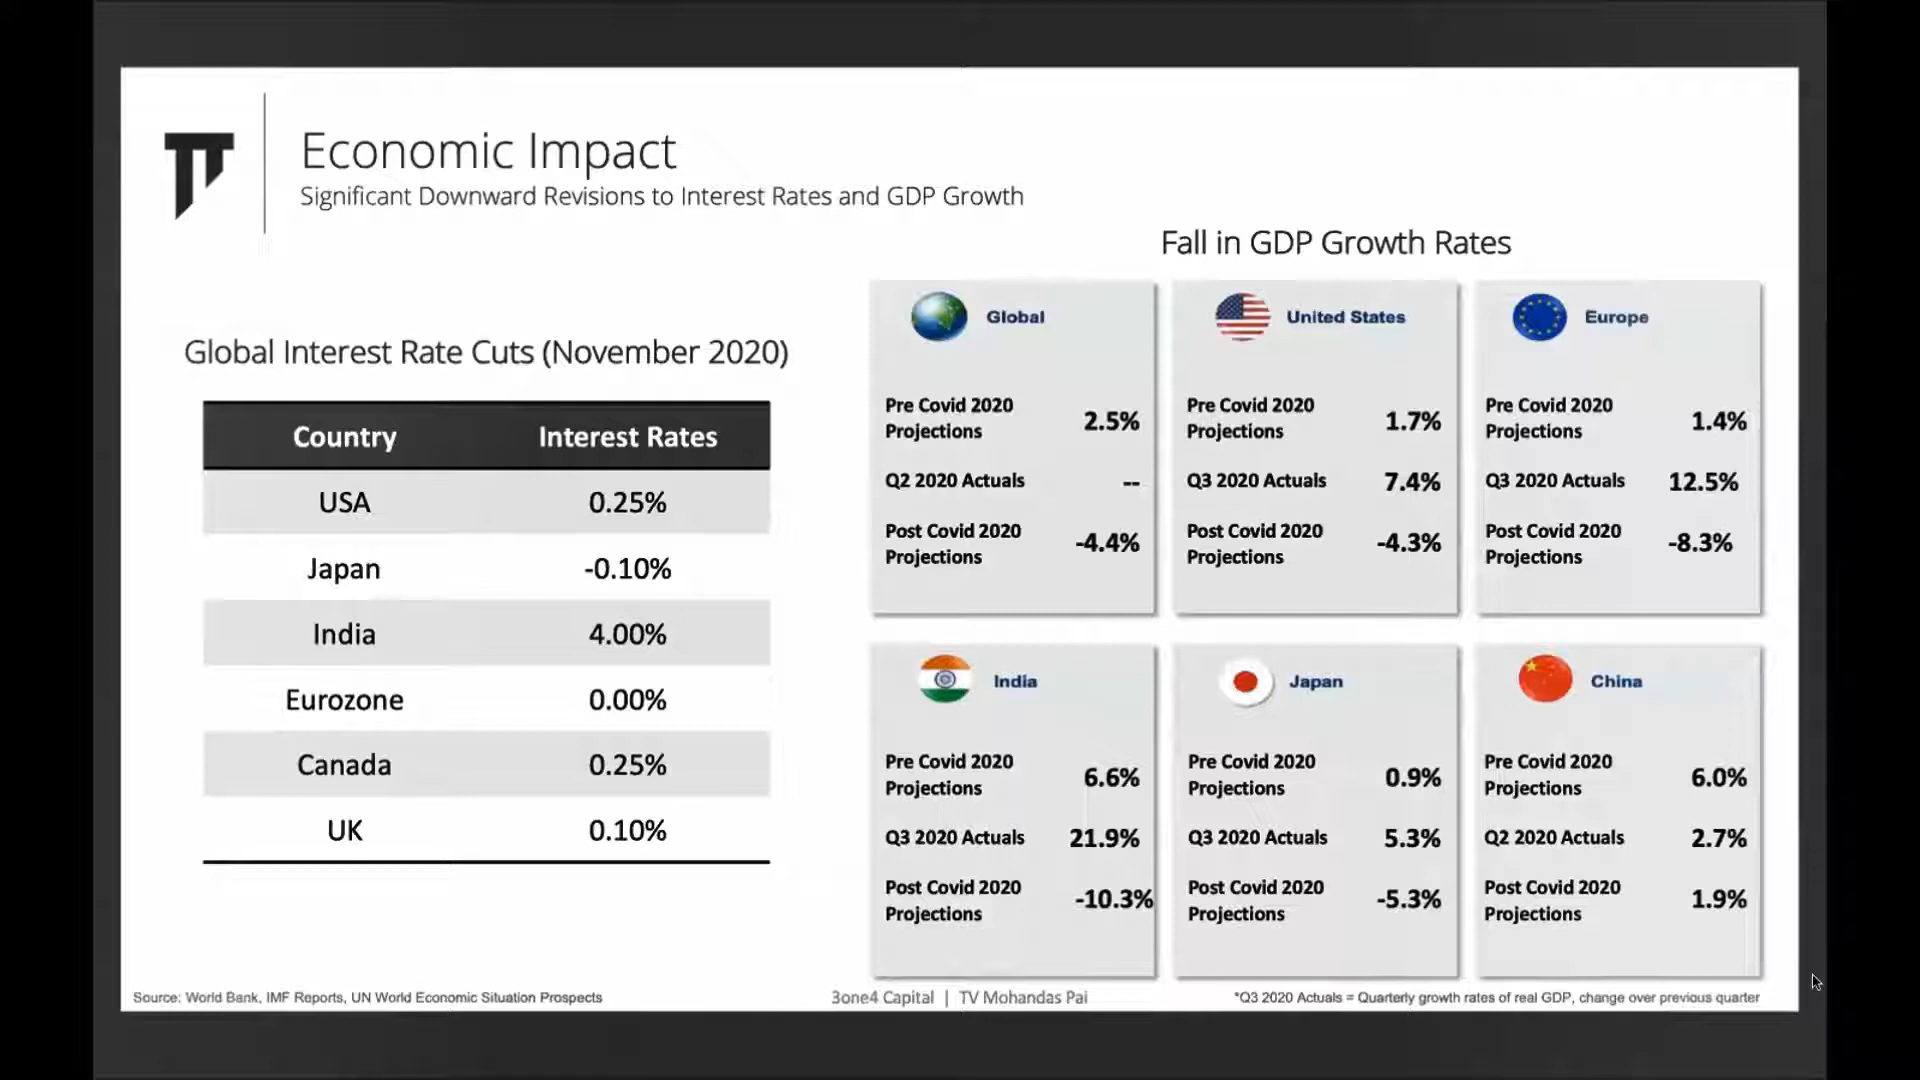 Economic Impact
Significant Downward Revisions to Interest Rates and GDP Growth
Global Interest Rate Cuts (November 2020)
Country Interest Rates
USA 0.25%
Japan -0.10%
India 4.00%
Eurozone 0.00%
Canada 0.25%
UK 0.10%
Fall in GDP Growth Rates
Global
Pre Covid 2020
Projections 2.5%
Q2 2020 Actuals --
Post Covid 2020
Projections -4.4%
United States
Pre Covid 2020
Projections 1.7%
Q3 2020 Actuals 7.4%
Post Covid 2020
Projections -4.3%
Europe
Pre Covid 2020
Projections 1.4%
Q3 2020 Actuals 12.5%
Post Covid 2020
Projections -8.3%
India
Pre Covid 2020
Projections 6.6%
Q3 2020 Actuals 21.9%
Post Covid 2020
Projections -10.3%
Japan
Pre Covid 2020
Projections 0.9%
Q3 2020 Actuals 5.3%
Post Covid 2020
Projections -5.3%
China
Pre Covid 2020
Projections 6.0%
Q2 2020 Actuals 2.7%
Post Covid 2020
Projections 1.9%
Source: World Bank, IMF Reports, UN World Economic Situation Prospects
3one4 Capital | TV Mohandas Pai
*Q3 2020 Actuals = Quarterly growth rates of real GDP, change over previous quarter